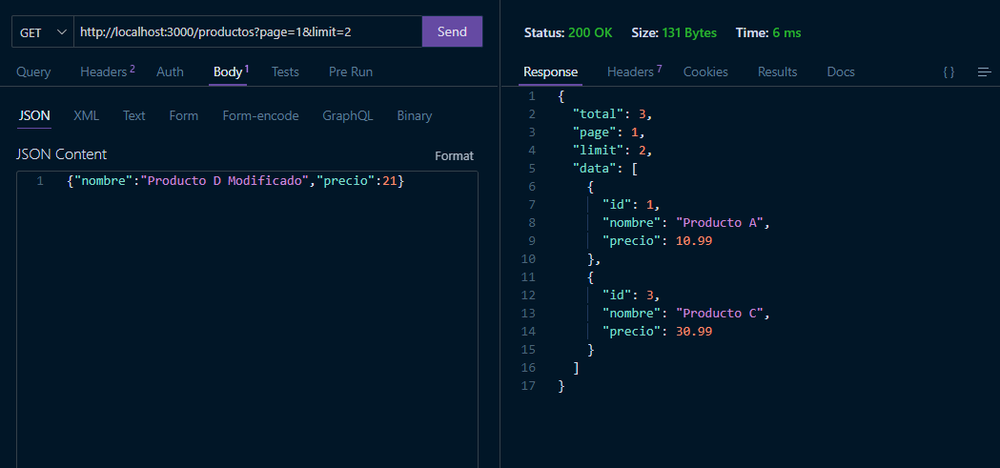 GET http://localhost:3000/productos?page=1&limit=2 Send
Query Headers 2 Auth Body 1 Tests Pre Run
JSON XML Text Form Form-encode GraphQL Binary
JSON Content Format
1 {"nombre":"Producto D Modificado","precio":21}
Status: 200 OK Size: 131 Bytes Time: 6 ms
Response Headers 7 Cookies Results Docs { }
1 {
2 "total": 3,
3 "page": 1,
4 "limit": 2,
5 "data": [
6 {
7 "id": 1,
8 "nombre": "Producto A",
9 "precio": 10.99
10 },
11 {
12 "id": 3,
13 "nombre": "Producto C",
14 "precio": 30.99
15 }
16 ]
17 }